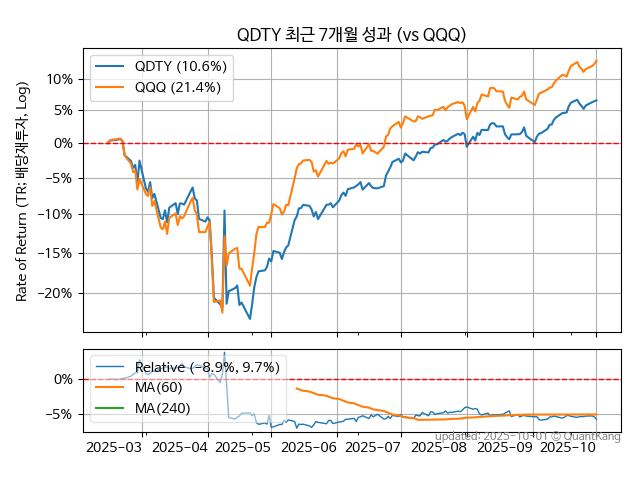 QDTY 최근 7개월 성과 (vs QQQ)
QDTY (10.6%)
QQQ (21.4%)
10%
5%
0%
−5%
−10%
−15%
−20%
Rate of Return (TR: 배당재투자, Log)
Relative (−8.9%, 9.7%)
MA(60)
MA(240)
0%
−5%
2025-03 2025-04 2025-05 2025-06 2025-07 2025-08 2025-09 2025-10
updated: 2025-10-01 © QuantKang